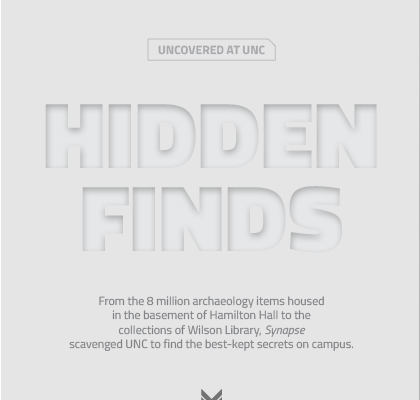 UNCOVERED AT UNC
HIDDEN
FINDS
From the 8 million archaeology items housed
in the basement of Hamilton Hall to the
collections of Wilson Library, Synapse
scavenged UNC to find the best-kept secrets on campus.